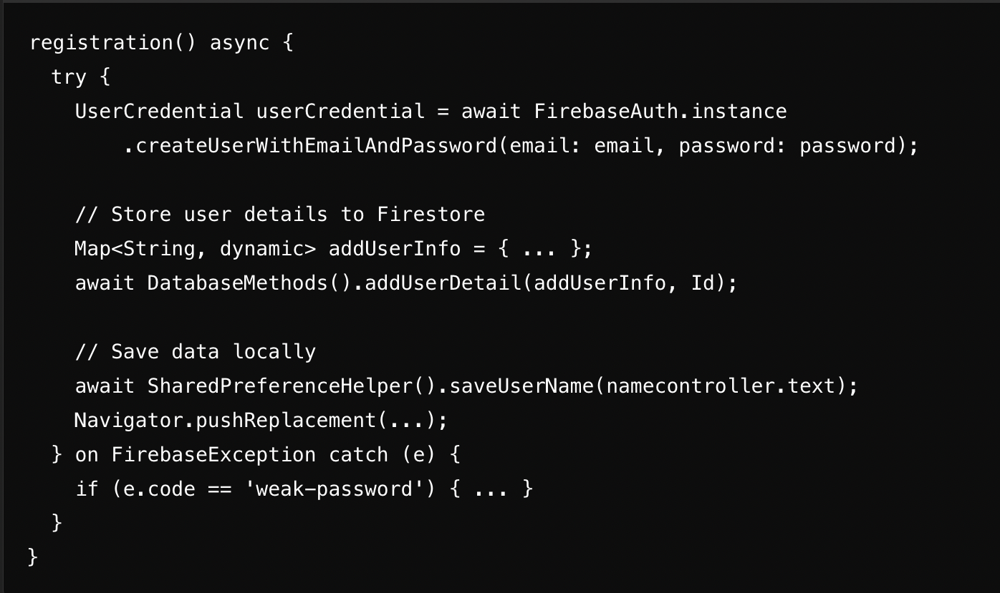 registration() async {
  try {
    UserCredential userCredential = await FirebaseAuth.instance
        .createUserWithEmailAndPassword(email: email, password: password);

    // Store user details to Firestore
    Map<String, dynamic> addUserInfo = { ... };
    await DatabaseMethods().addUserDetail(addUserInfo, Id);

    // Save data locally
    await SharedPreferenceHelper().saveUserName(namecontroller.text);
    Navigator.pushReplacement(...);
  } on FirebaseException catch (e) {
    if (e.code == 'weak-password') { ... }
  }
}